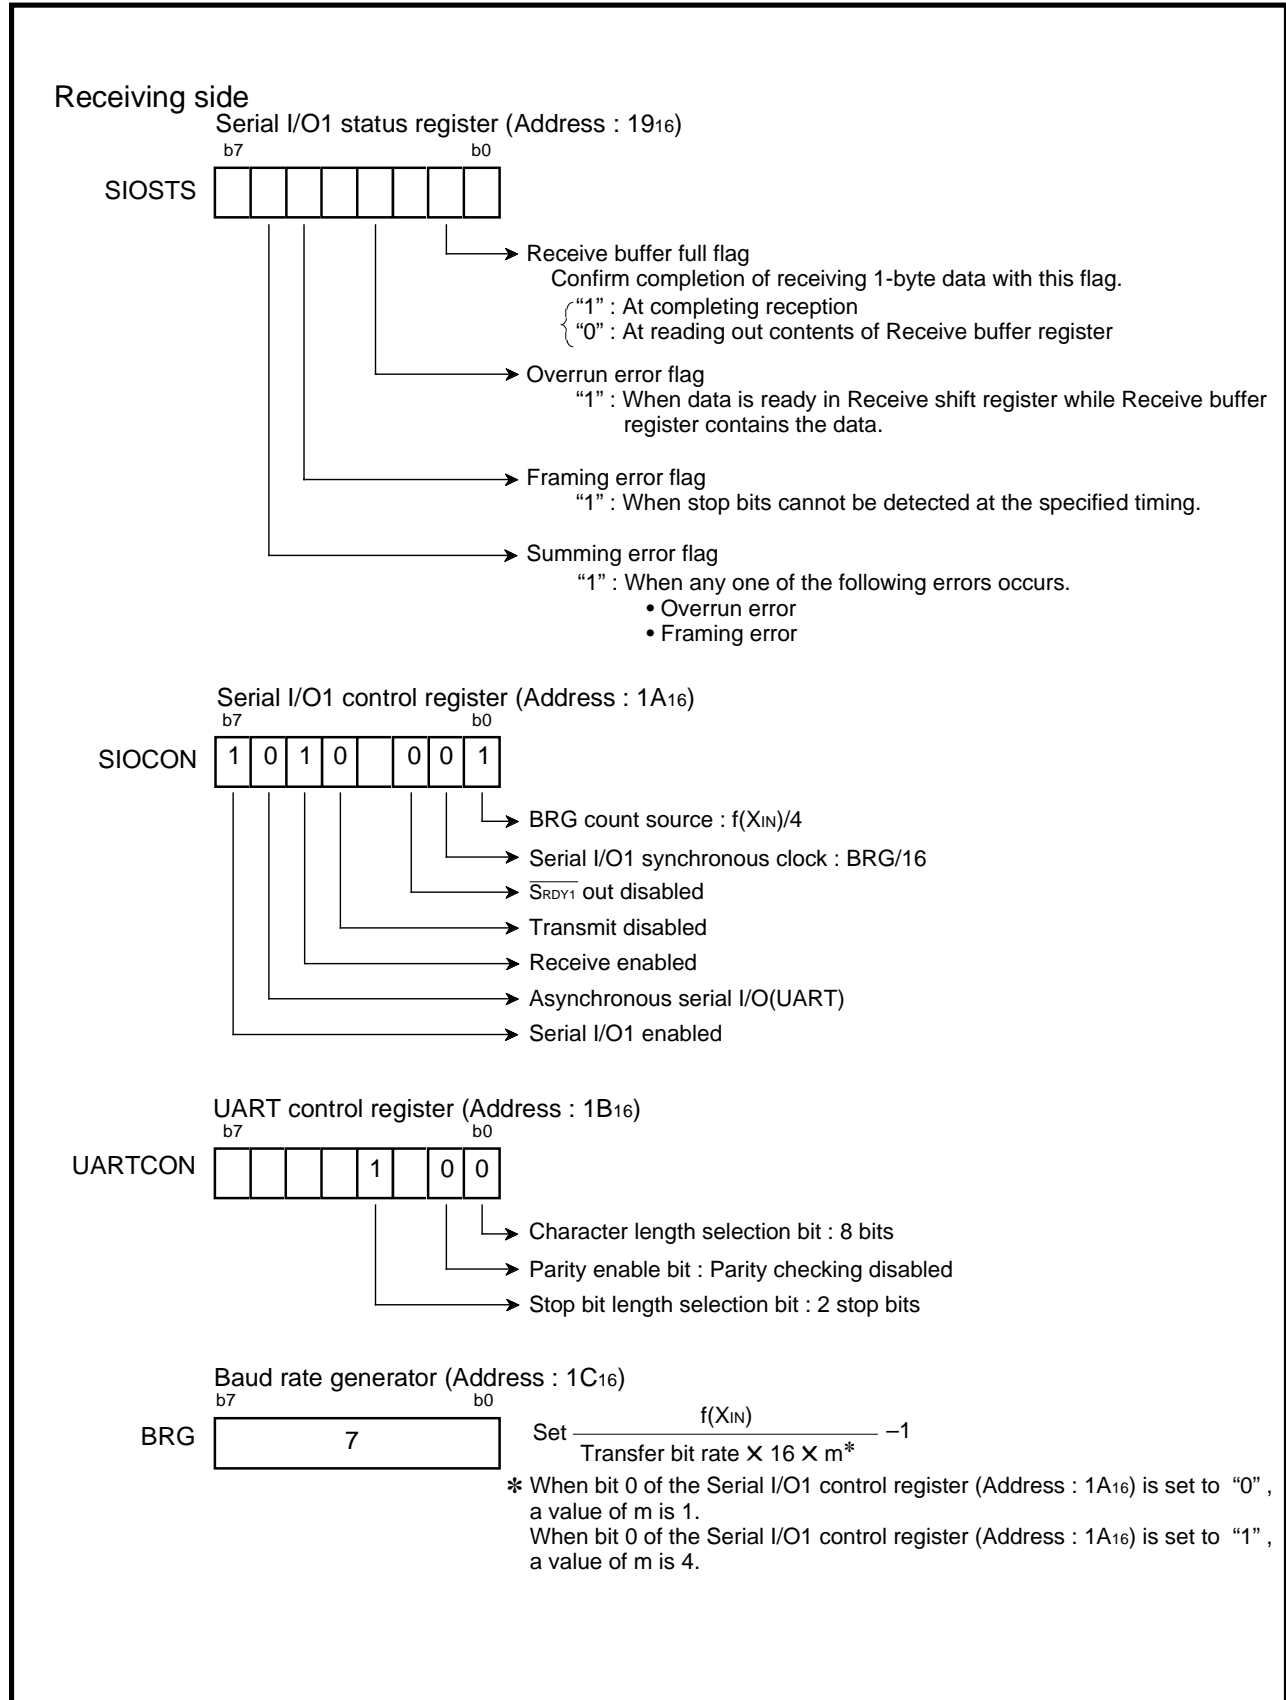 Receiving side
Serial I/O1 status register (Address : 1916)
b7 b0
SIOSTS
Receive buffer full flag
Confirm completion of receiving 1-byte data with this flag.
“1” : At completing reception
“0” : At reading out contents of Receive buffer register
Overrun error flag
“1” : When data is ready in Receive shift register while Receive buffer
register contains the data.
Framing error flag
“1” : When stop bits cannot be detected at the specified timing.
Summing error flag
“1” : When any one of the following errors occurs.
• Overrun error
• Framing error
Serial I/O1 control register (Address : 1A16)
b7 b0
SIOCON 1 0 1 0 0 0 1
BRG count source : f(XIN)/4
Serial I/O1 synchronous clock : BRG/16
SRDY1 out disabled
Transmit disabled
Receive enabled
Asynchronous serial I/O(UART)
Serial I/O1 enabled
UART control register (Address : 1B16)
b7 b0
UARTCON 1 0 0
Character length selection bit : 8 bits
Parity enable bit : Parity checking disabled
Stop bit length selection bit : 2 stop bits
Baud rate generator (Address : 1C16)
b7 b0
BRG 7
f(XIN)
Set –1
Transfer bit rate ✕ 16 ✕ m*
* When bit 0 of the Serial I/O1 control register (Address : 1A16) is set to “0” ,
a value of m is 1.
When bit 0 of the Serial I/O1 control register (Address : 1A16) is set to “1” ,
a value of m is 4.